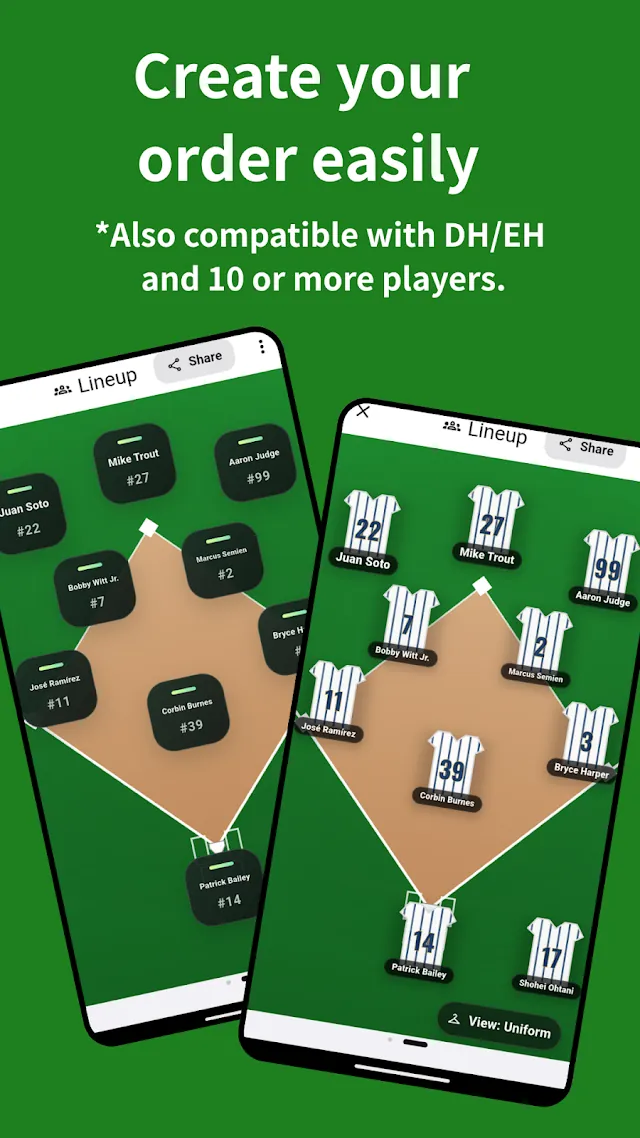 Create your
order easily
*Also compatible with DH/EH
and 10 or more players.
Lineup
Share
Mike Trout
#27
Aaron Judge
#99
Juan Soto
#22
Marcus Semien
#2
Bobby Witt Jr.
#7
Bryce H
#
José Ramírez
#11
Corbin Burnes
#39
Patrick Bailey
#14
Lineup
Share
22
Juan Soto
27
Mike Trout
99
Aaron Judge
7
Bobby Witt Jr.
2
Marcus Semien
11
José Ramírez
3
Bryce Harper
39
Corbin Burnes
14
Patrick Bailey
17
Shohei Ohtani
View: Uniform